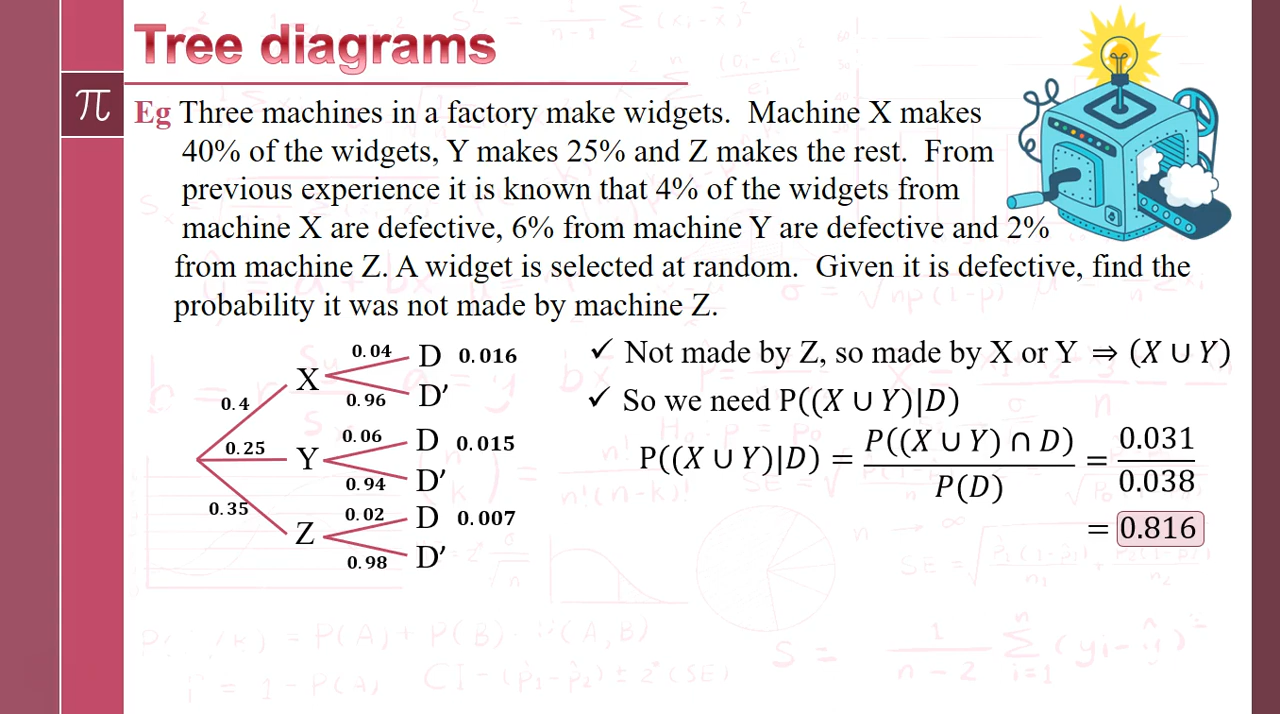 Tree diagrams
π
Eg Three machines in a factory make widgets. Machine X makes
40% of the widgets, Y makes 25% and Z makes the rest. From
previous experience it is known that 4% of the widgets from
machine X are defective, 6% from machine Y are defective and 2%
from machine Z. A widget is selected at random. Given it is defective, find the
probability it was not made by machine Z.
0.4
0.25
0.35
X
Y
Z
0.04 D 0.016
0.96 D'
0.06 D 0.015
0.94 D'
0.02 D 0.007
0.98 D'
✓ Not made by Z, so made by X or Y ⇒ (X ∪ Y)
✓ So we need P((X ∪ Y)|D)
P((X ∪ Y)|D) = P((X ∪ Y) ∩ D) / P(D) = 0.031 / 0.038
= 0.816